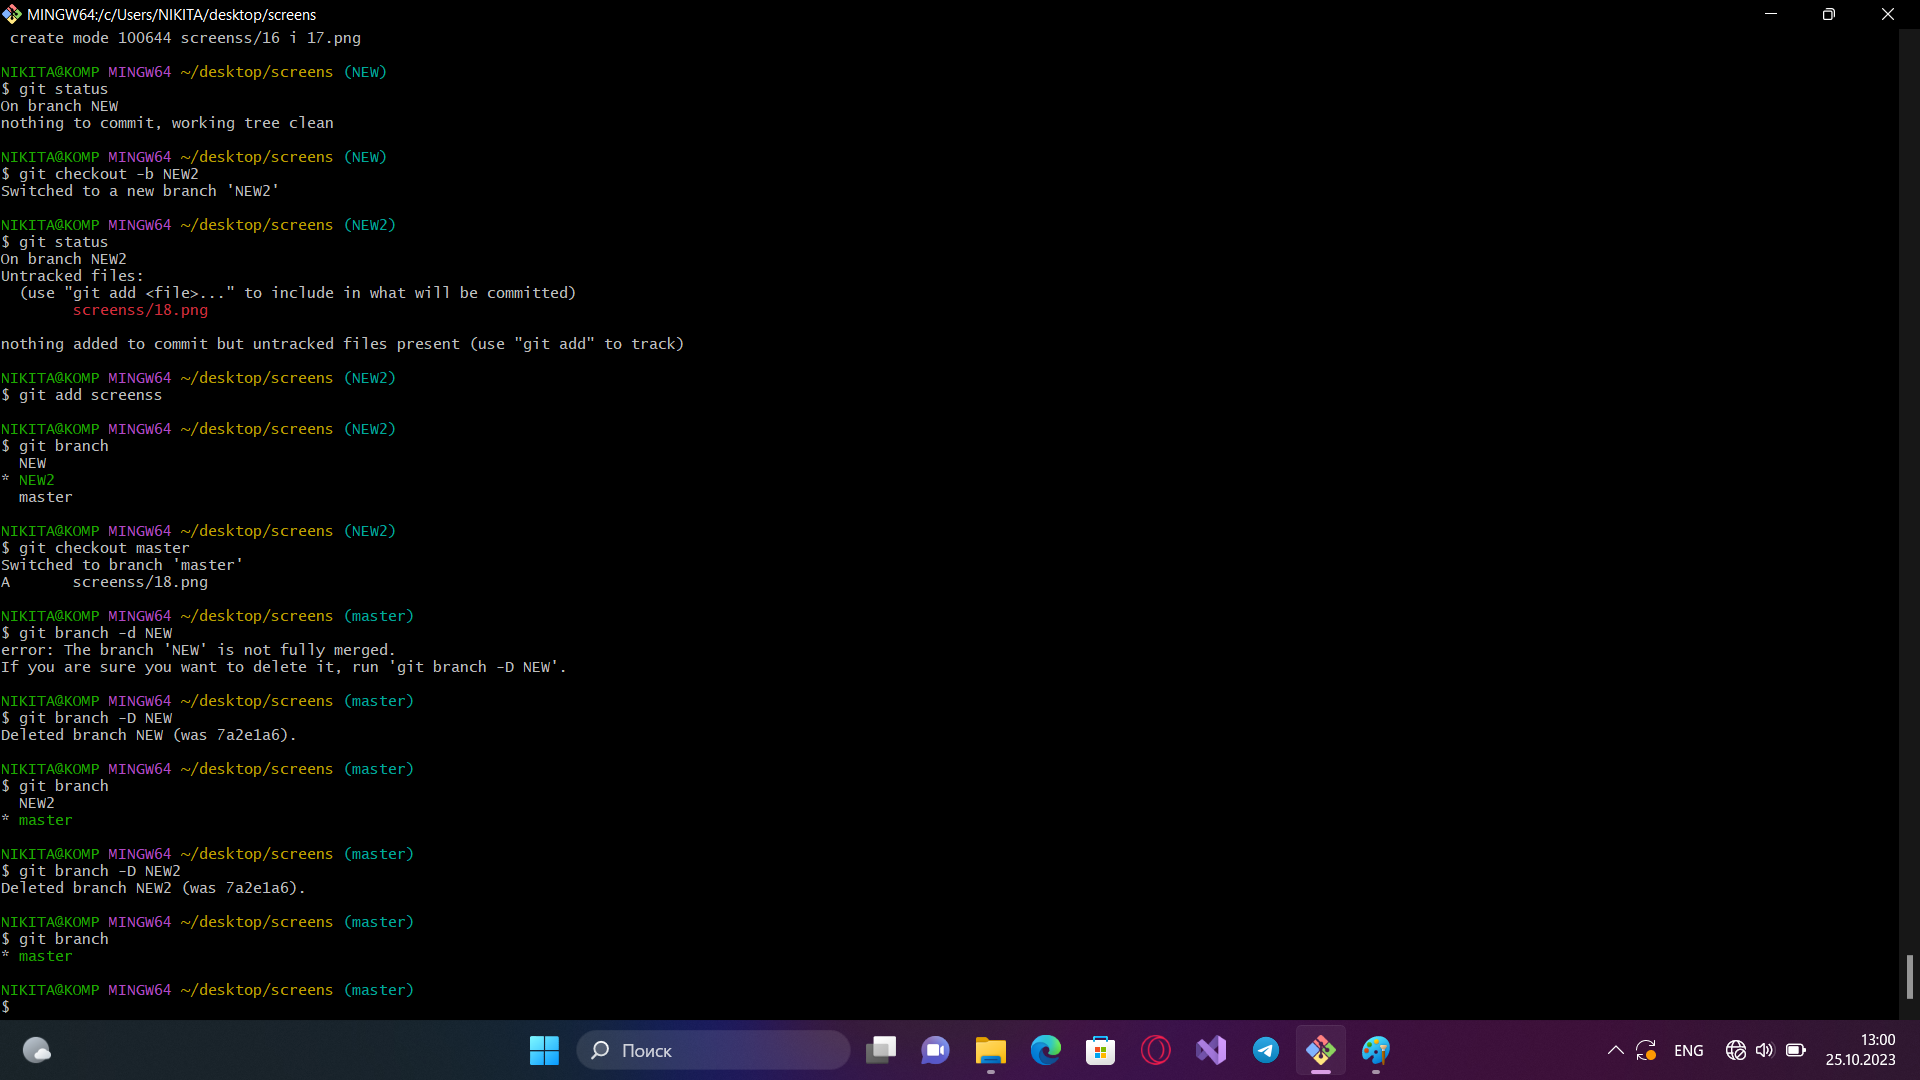 MINGW64:/c/Users/NIKITA/desktop/screens
create mode 100644 screenss/16 i 17.png
NIKITA@KOMP MINGW64 ~/desktop/screens (NEW)
$ git status
On branch NEW
nothing to commit, working tree clean
NIKITA@KOMP MINGW64 ~/desktop/screens (NEW)
$ git checkout -b NEW2
Switched to a new branch 'NEW2'
NIKITA@KOMP MINGW64 ~/desktop/screens (NEW2)
$ git status
On branch NEW2
Untracked files:
(use "git add <file>..." to include in what will be committed)
screenss/18.png
nothing added to commit but untracked files present (use "git add" to track)
NIKITA@KOMP MINGW64 ~/desktop/screens (NEW2)
$ git add screenss
NIKITA@KOMP MINGW64 ~/desktop/screens (NEW2)
$ git branch
NEW
* NEW2
master
NIKITA@KOMP MINGW64 ~/desktop/screens (NEW2)
$ git checkout master
Switched to branch 'master'
A       screenss/18.png
NIKITA@KOMP MINGW64 ~/desktop/screens (master)
$ git branch -d NEW
error: The branch 'NEW' is not fully merged.
If you are sure you want to delete it, run 'git branch -D NEW'.
NIKITA@KOMP MINGW64 ~/desktop/screens (master)
$ git branch -D NEW
Deleted branch NEW (was 7a2e1a6).
NIKITA@KOMP MINGW64 ~/desktop/screens (master)
$ git branch
NEW2
* master
NIKITA@KOMP MINGW64 ~/desktop/screens (master)
$ git branch -D NEW2
Deleted branch NEW2 (was 7a2e1a6).
NIKITA@KOMP MINGW64 ~/desktop/screens (master)
$ git branch
* master
NIKITA@KOMP MINGW64 ~/desktop/screens (master)
$
Поиск
ENG
13:00
25.10.2023